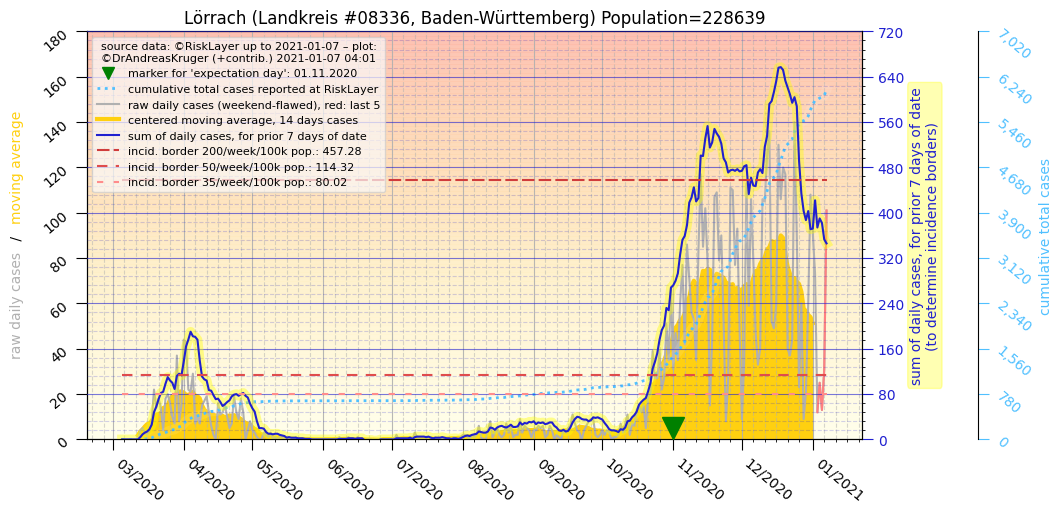 Lörrach (Landkreis #08336, Baden-Württemberg) Population=228639
source data: ©RiskLayer up to 2021-01-07 – plot:
©DrAndreasKruger (+contrib.) 2021-01-07 04:01
marker for 'expectation day': 01.11.2020
cumulative total cases reported at RiskLayer
raw daily cases (weekend-flawed), red: last 5
centered moving average, 14 days cases
sum of daily cases, for prior 7 days of date
incid. border 200/week/100k pop.: 457.28
incid. border 50/week/100k pop.: 114.32
incid. border 35/week/100k pop.: 80.02
raw daily cases / moving average
180
160
140
120
100
80
60
40
20
0
03/2020
04/2020
05/2020
06/2020
07/2020
08/2020
09/2020
10/2020
11/2020
12/2020
01/2021
720
640
560
480
400
320
240
160
80
0
sum of daily cases, for prior 7 days of date
(to determine incidence borders)
7,020
6,240
5,460
4,680
3,900
3,120
2,340
1,560
780
0
cumulative total cases